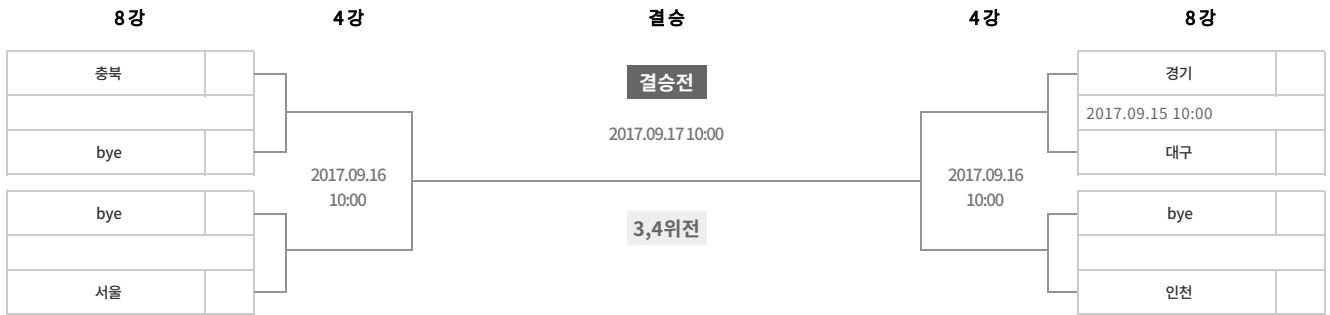 8강
4강
결승
4강
8강
충북
bye
bye
서울
2017.09.16
10:00
결승전
2017.09.17 10:00
3,4위전
2017.09.16
10:00
경기
2017.09.15 10:00
대구
bye
인천